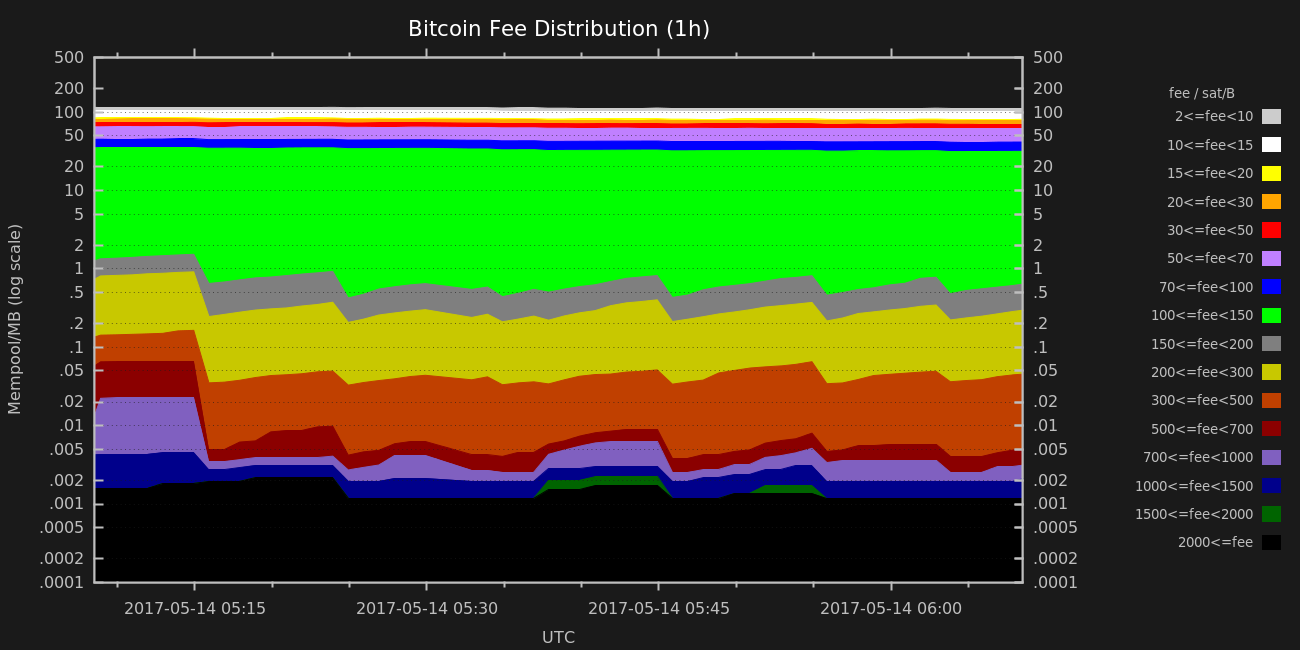 Bitcoin Fee Distribution (1h)
Mempool/MB (log scale)
500
200
100
50
20
10
5
2
1
.5
.2
.1
.05
.02
.01
.005
.002
.001
.0005
.0002
.0001
500
200
100
50
20
10
5
2
1
.5
.2
.1
.05
.02
.01
.005
.002
.001
.0005
.0002
.0001
2017-05-14 05:15
2017-05-14 05:30
2017-05-14 05:45
2017-05-14 06:00
UTC
fee / sat/B
2<=fee<10
10<=fee<15
15<=fee<20
20<=fee<30
30<=fee<50
50<=fee<70
70<=fee<100
100<=fee<150
150<=fee<200
200<=fee<300
300<=fee<500
500<=fee<700
700<=fee<1000
1000<=fee<1500
1500<=fee<2000
2000<=fee